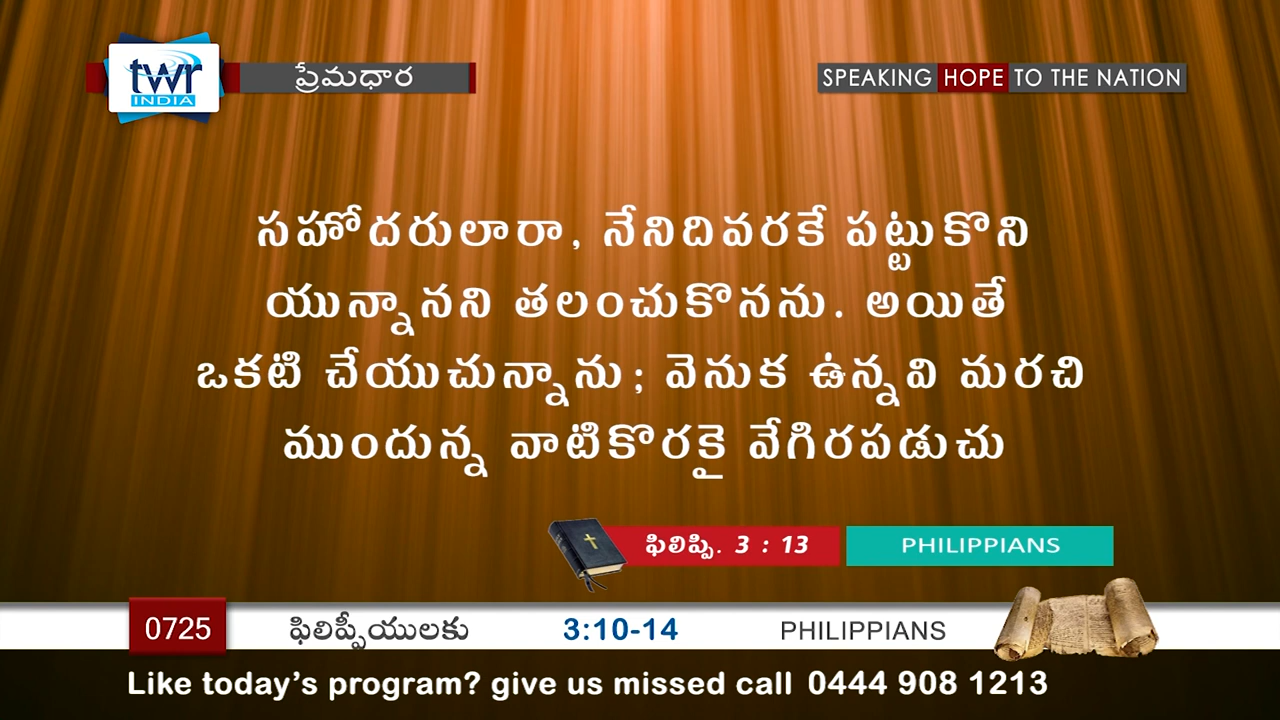 twr
INDIA
ప్రేమధార
SPEAKING HOPE TO THE NATION
సహోదరులారా, నేనిదివరకే పట్టుకొని
యున్నానని తలంచుకొనను. అయితే
ఒకటి చేయుచున్నాను; వెనుక ఉన్నవి మరచి
ముందున్న వాటికొరకై వేగిరపడుచు
ఫిలిప్పి. 3 : 13 PHILIPPIANS
0725 ఫిలిప్పీయులకు 3:10-14 PHILIPPIANS
Like today's program? give us missed call 0444 908 1213